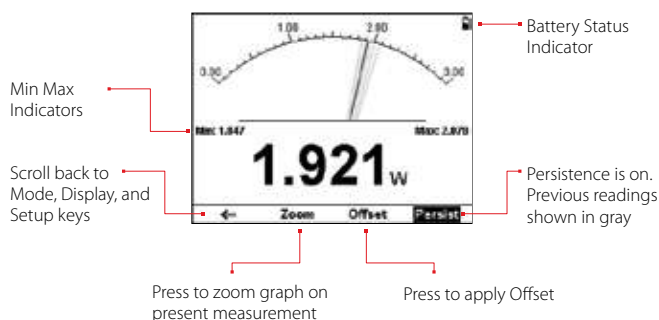 1.00
2.00
Battery Status
Indicator
0.00
3.00
Min Max
Indicators
Min: 1.847
Max: 2.079
Scroll back to
Mode, Display, and
Setup keys
1.921 W
Persistence is on.
Previous readings
shown in gray
Zoom
Offset
Persist
Press to zoom graph on
present measurement
Press to apply Offset